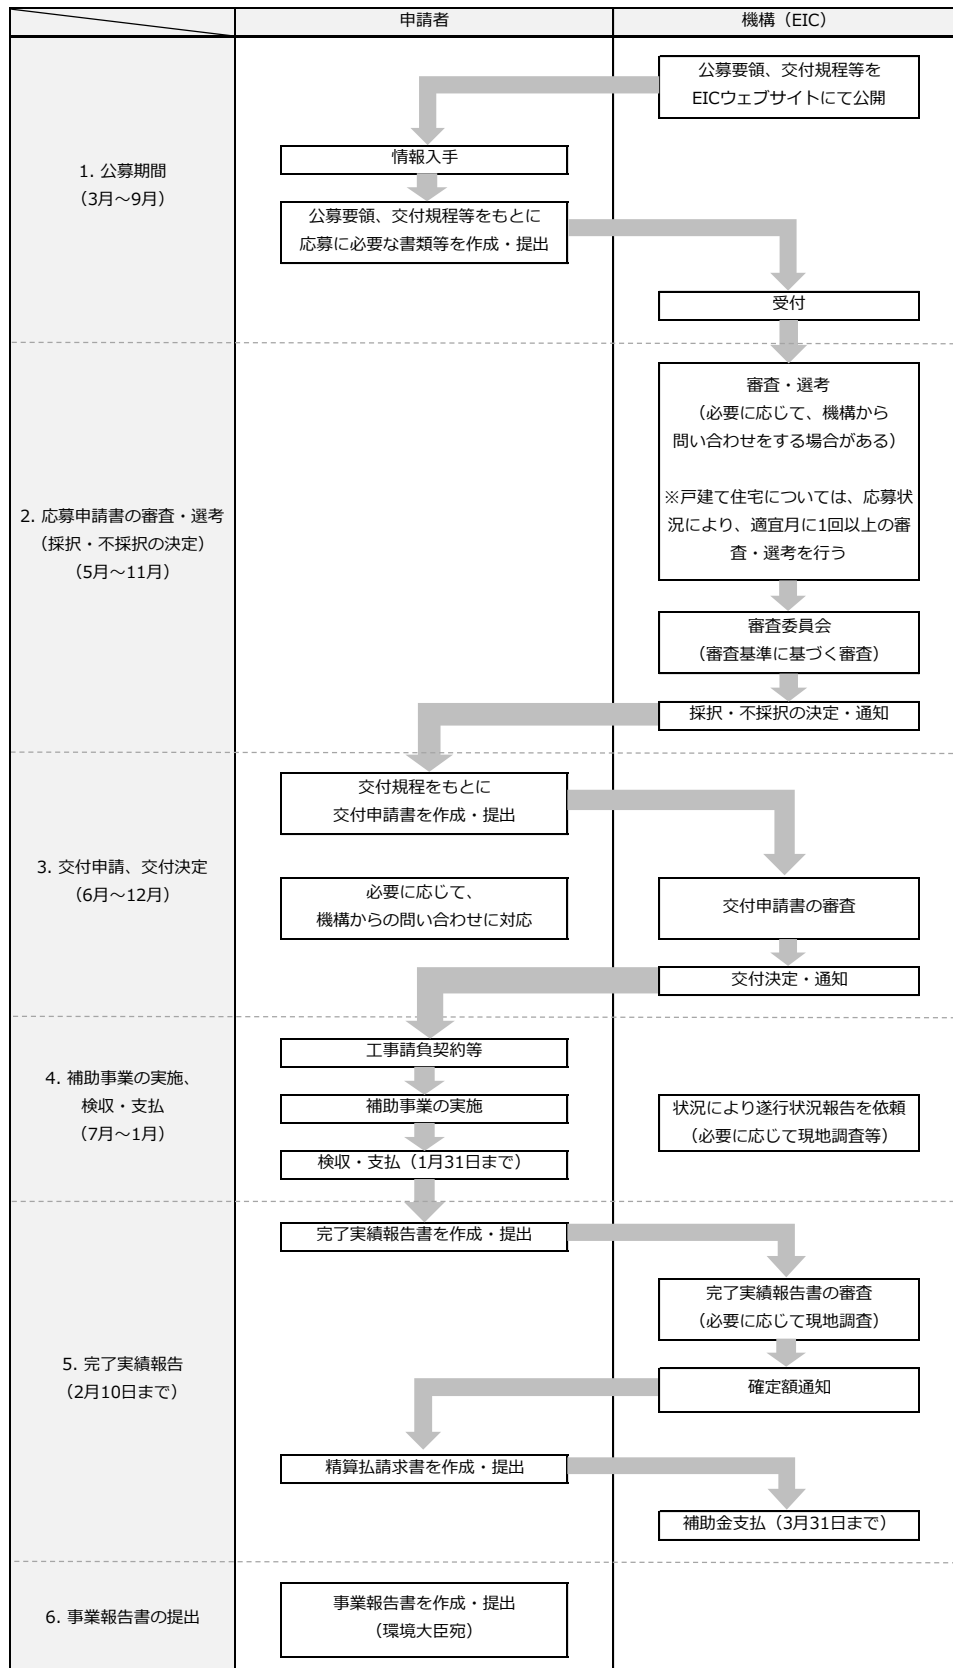 申請者
機構（EIC）
1. 公募期間
（3月～9月）
公募要領、交付規程等を
EICウェブサイトにて公開
情報入手
公募要領、交付規程等をもとに
応募に必要な書類等を作成・提出
受付
2. 応募申請書の審査・選考
（採択・不採択の決定）
（5月～11月）
審査・選考
（必要に応じて、機構から
問い合わせをする場合がある）
※戸建て住宅については、応募状
況により、適宜月に1回以上の審
査・選考を行う
審査委員会
（審査基準に基づく審査）
採択・不採択の決定・通知
3. 交付申請、交付決定
（6月～12月）
交付規程をもとに
交付申請書を作成・提出
必要に応じて、
機構からの問い合わせに対応
交付申請書の審査
交付決定・通知
4. 補助事業の実施、
検収・支払
（7月～1月）
工事請負契約等
補助事業の実施
検収・支払（1月31日まで）
状況により遂行状況報告を依頼
（必要に応じて現地調査等）
5. 完了実績報告
（2月10日まで）
完了実績報告書を作成・提出
完了実績報告書の審査
（必要に応じて現地調査）
確定額通知
精算払請求書を作成・提出
補助金支払（3月31日まで）
6. 事業報告書の提出
事業報告書を作成・提出
（環境大臣宛）